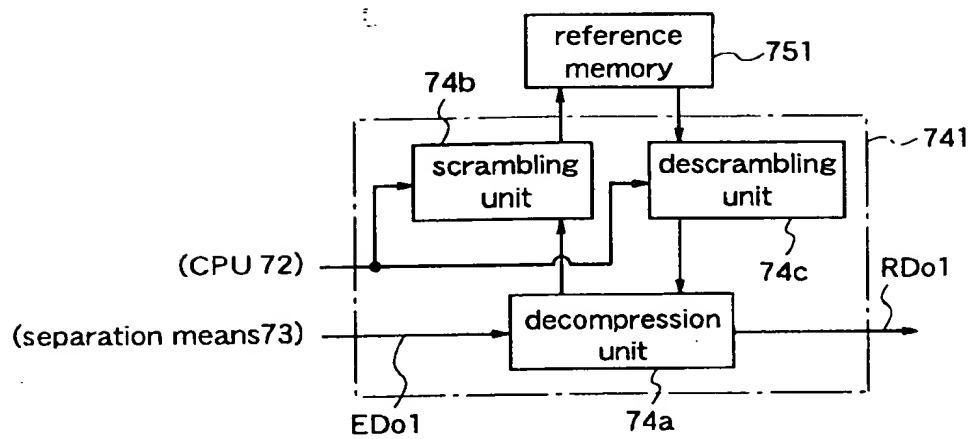 reference
memory
751
74b
741
scrambling
unit
descrambling
unit
(CPU 72)
74c
RDo1
(separation means73)
decompression
unit
EDo1
74a